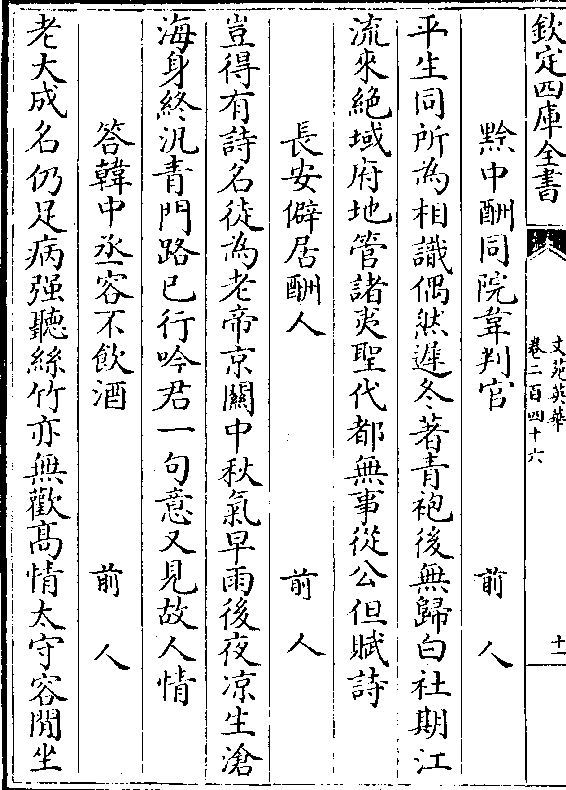 欽定四庫全書
文苑英華
卷二百四十六
十一
黔中酬同院韋判官
前人
平生同所為相識偶然遲冬著青袍後無歸白社期江
流來絶域府地管諸夷聖代都無事從公但賦詩
長安僻居酬人
前人
豈得有詩名徒為老帝京關中秋氣早雨後夜凉生滄
海身終汎青門路已行吟君一句意又見故人情
答韓中丞容不飲酒
前人
老大成名仍足病强聽絲竹亦無歡髙情太守容閒坐